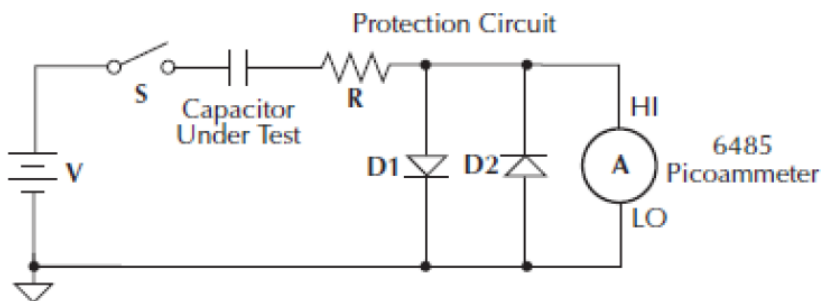 Protection Circuit
S
Capacitor
Under Test
R
V
D1
D2
HI
A
6485
Picoammeter
LO